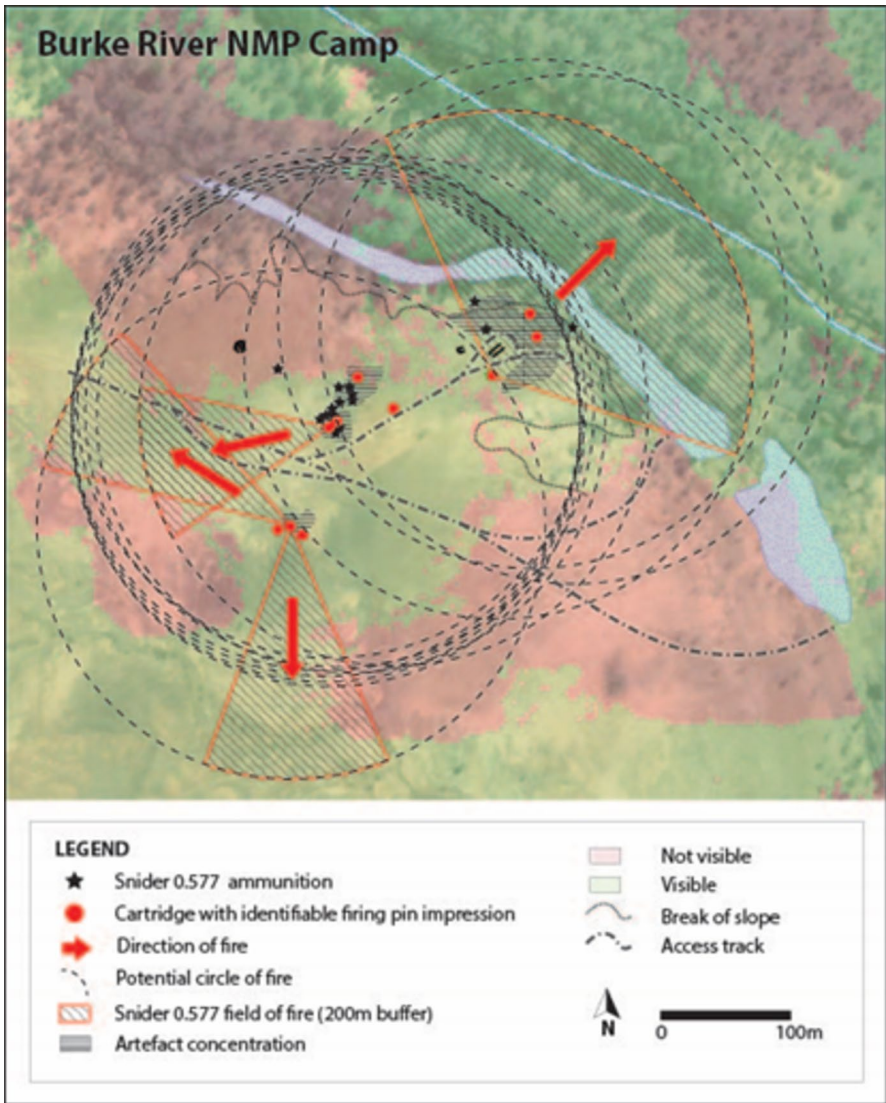 Burke River NMP Camp
LEGEND
Snider 0.577 ammunition
Cartridge with identifiable firing pin impression
Direction of fire
Potential circle of fire
Snider 0.577 field of fire (200m buffer)
Artefact concentration
Not visible
Visible
Break of slope
Access track
N
0 100m